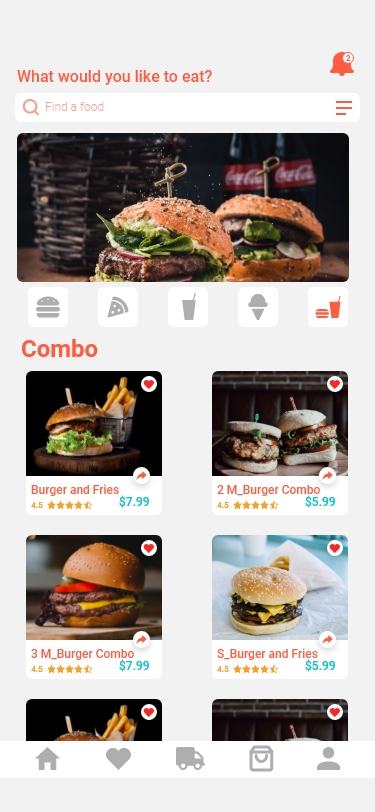 2
What would you like to eat?
Find a food
Combo
Burger and Fries
4.5 $7.99
2 M_Burger Combo
4.5 $5.99
3 M_Burger Combo
4.5 $7.99
S_Burger and Fries
4.5 $5.99